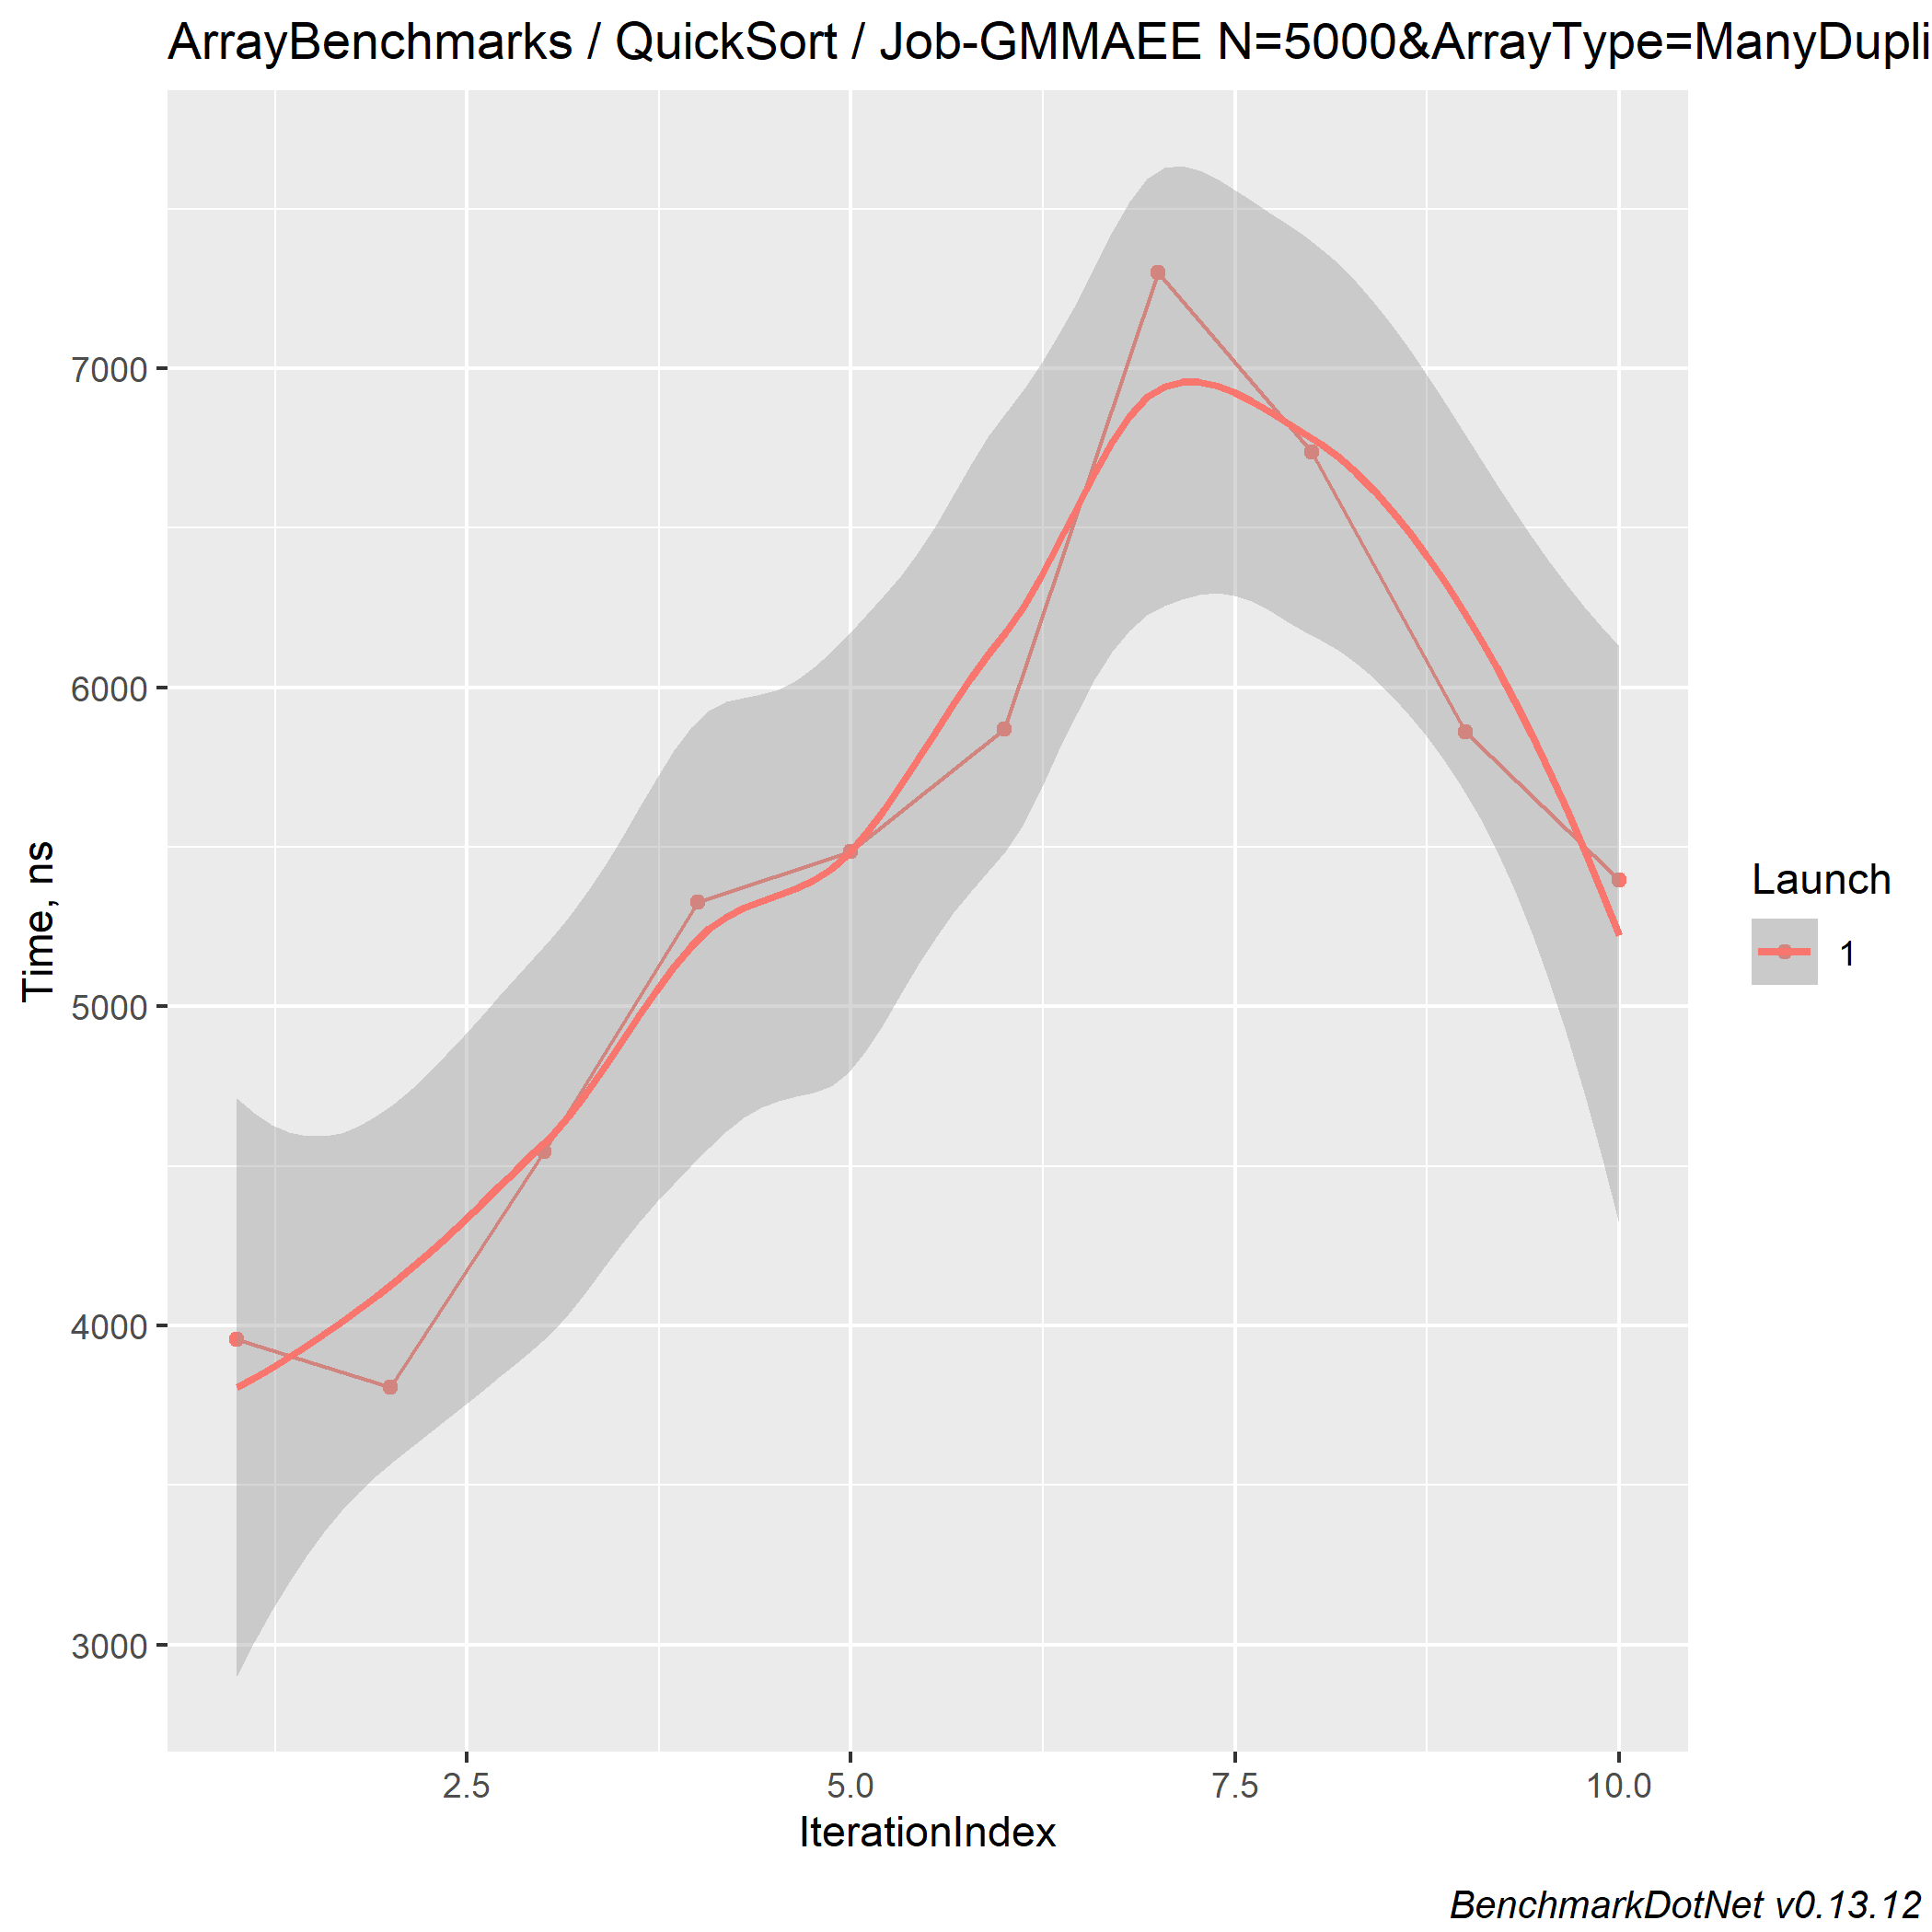 ArrayBenchmarks / QuickSort / Job-GMMAEE N=5000&ArrayType=ManyDupli
Time, ns
7000
6000
5000
4000
3000
2.5 5.0 7.5 10.0
IterationIndex
Launch
1
BenchmarkDotNet v0.13.12